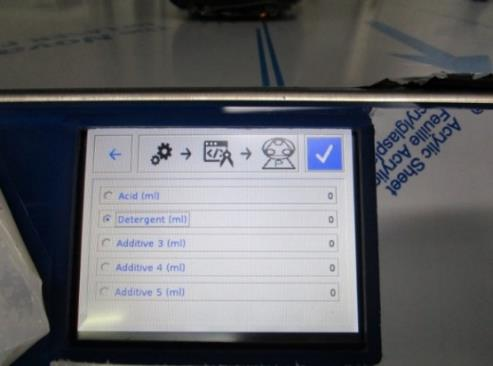 Acid (ml) 0
Detergent (ml) 0
Additive 3 (ml) 0
Additive 4 (ml) 0
Additive 5 (ml) 0
Acrylic Sheet
Feuille Acrylic